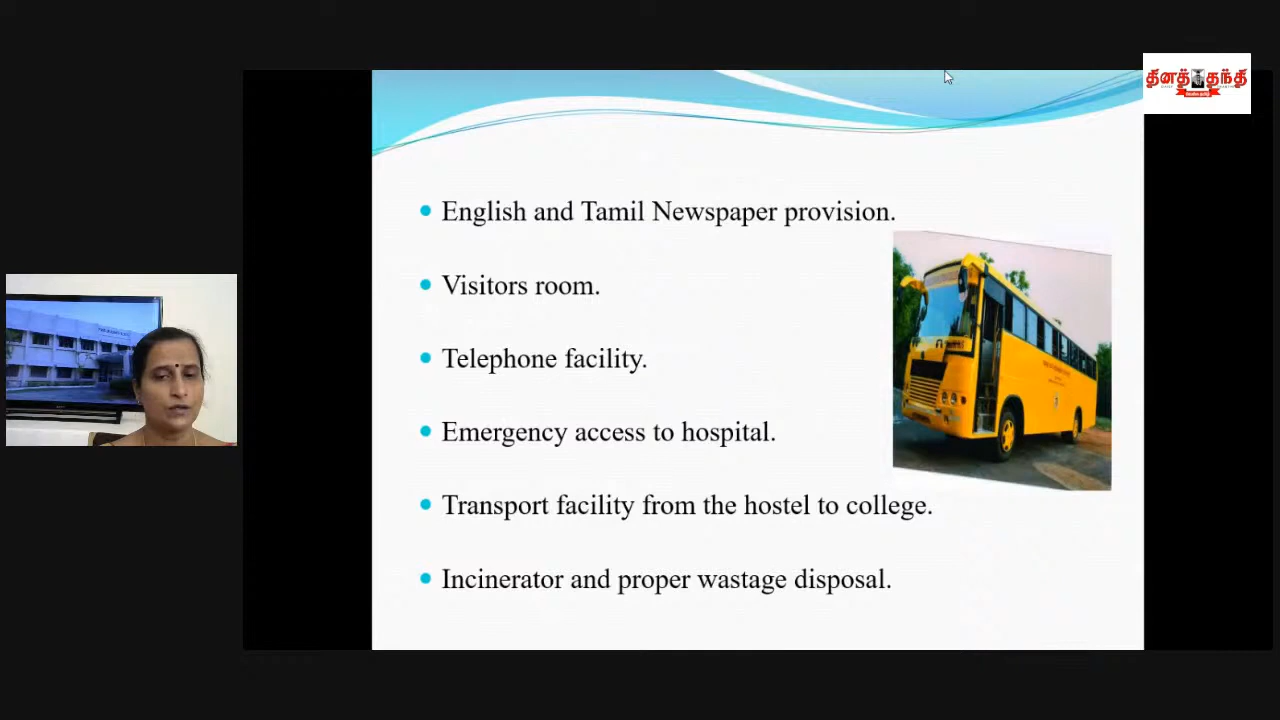 தினத்தந்தி
English and Tamil Newspaper provision.
Visitors room.
Telephone facility.
Emergency access to hospital.
Transport facility from the hostel to college.
Incinerator and proper wastage disposal.